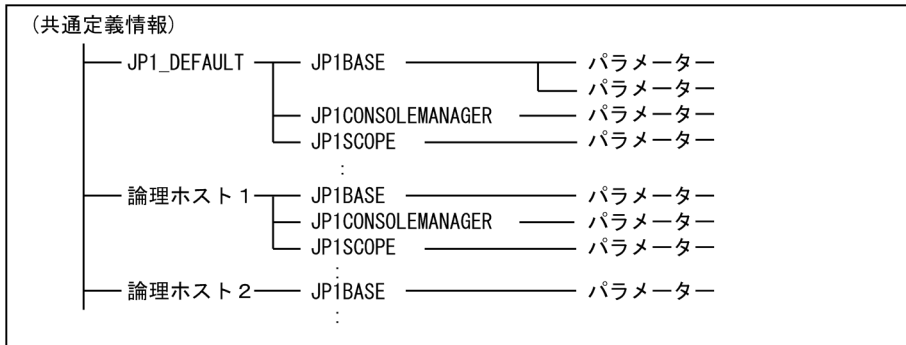 (共通定義情報)
JP1_DEFAULT JP1BASE パラメーター
パラメーター
JP1CONSOLEMANAGER パラメーター
JP1SCOPE パラメーター
:
論理ホスト1 JP1BASE パラメーター
JP1CONSOLEMANAGER パラメーター
JP1SCOPE パラメーター
:
論理ホスト2 JP1BASE パラメーター
: